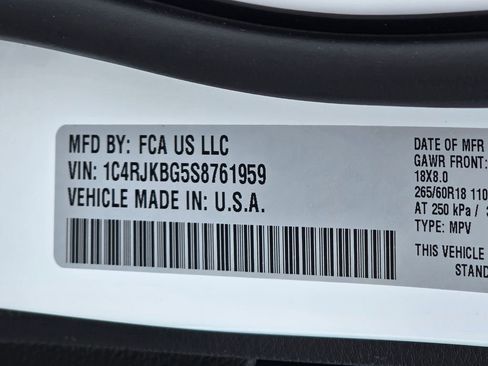 MFD BY: FCA US LLC
VIN: 1C4RJKBG5S8761959
VEHICLE MADE IN: U.S.A.
DATE OF MFR
GAWR FRONT:
18X8.0
265/60R18 110
AT 250 kPa /
TYPE: MPV
THIS VEHICLE
STAND